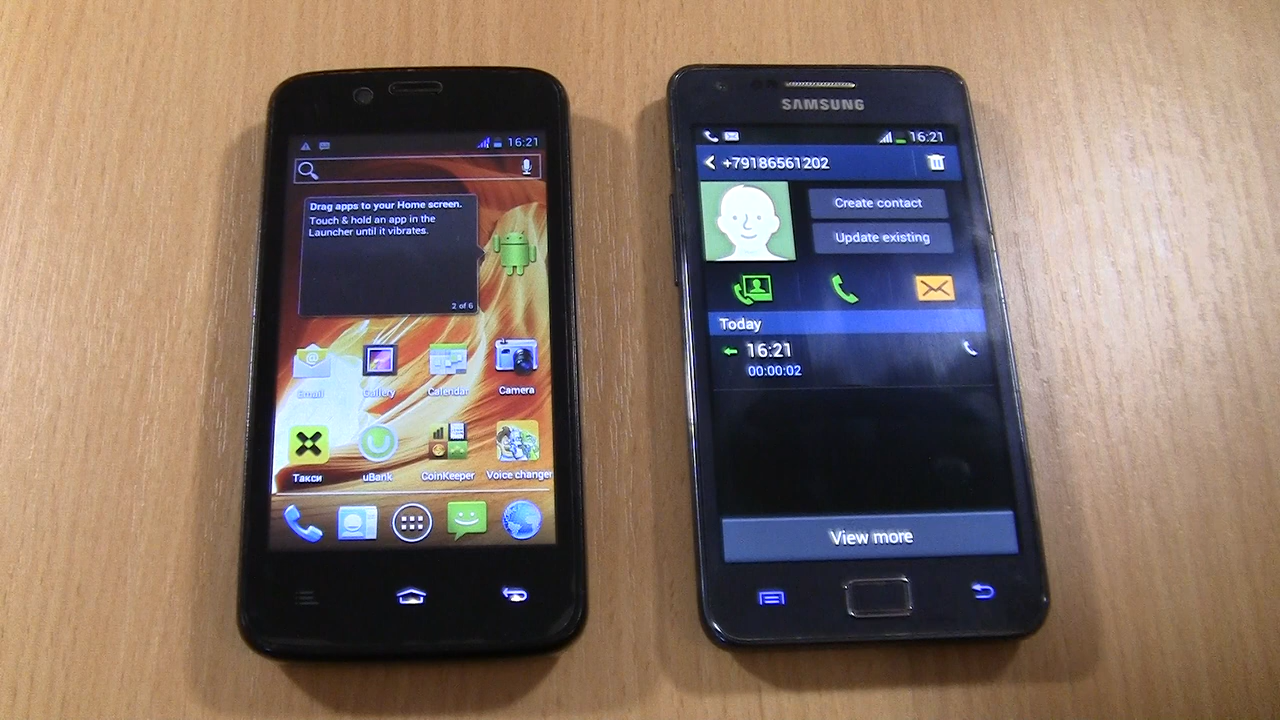 16:21
Drag apps to your Home screen.
Touch & hold an app in the
Launcher until it vibrates.
2 of 6
Email
Gallery
Calendar
Camera
Такси
uBank
CoinKeeper
Voice changer
SAMSUNG
16:21
+79186561202
Create contact
Update existing
Today
16:21
00:00:02
View more